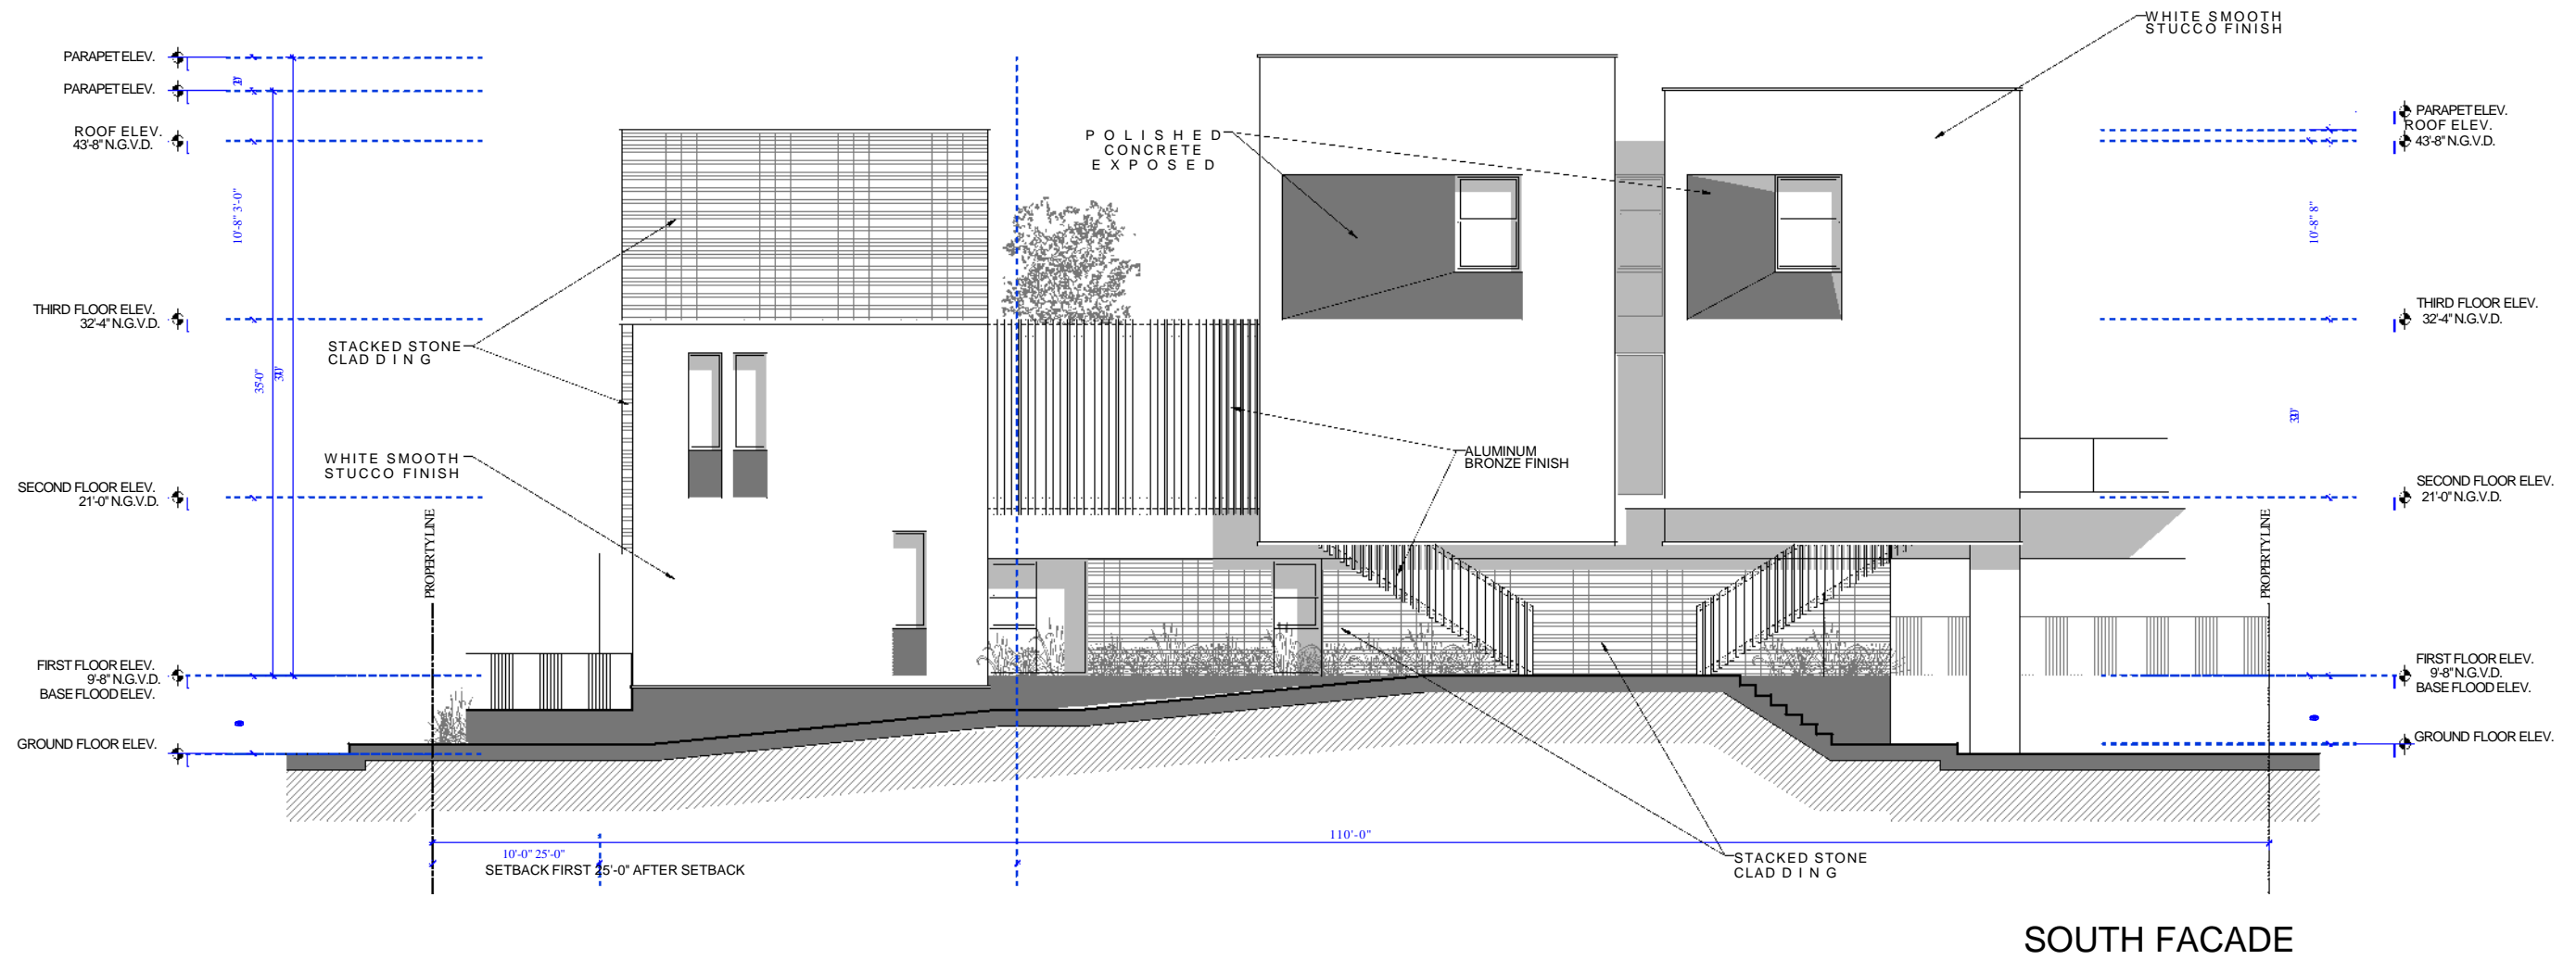 WHITE SMOOTH
STUCCO FINISH
PARAPET ELEV.
PARAPET ELEV.
ROOF ELEV.
43'-8" N.G.V.D.
10'-8" 3'-0"
THIRD FLOOR ELEV.
32'-4" N.G.V.D.
35'-0"
SECOND FLOOR ELEV.
21'-0" N.G.V.D.
FIRST FLOOR ELEV.
9'-8" N.G.V.D.
BASE FLOOD ELEV.
GROUND FLOOR ELEV.
POLISHED
CONCRETE
EXPOSED
STACKED STONE
CLADDING
WHITE SMOOTH
STUCCO FINISH
ALUMINUM
BRONZE FINISH
PROPERTY LINE
PROPERTY LINE
PARAPET ELEV.
ROOF ELEV.
43'-8" N.G.V.D.
10'-8" 8"
THIRD FLOOR ELEV.
32'-4" N.G.V.D.
SECOND FLOOR ELEV.
21'-0" N.G.V.D.
FIRST FLOOR ELEV.
9'-8" N.G.V.D.
BASE FLOOD ELEV.
GROUND FLOOR ELEV.
110'-0"
10'-0" 25'-0"
SETBACK FIRST 25'-0" AFTER SETBACK
STACKED STONE
CLADDING
SOUTH FACADE